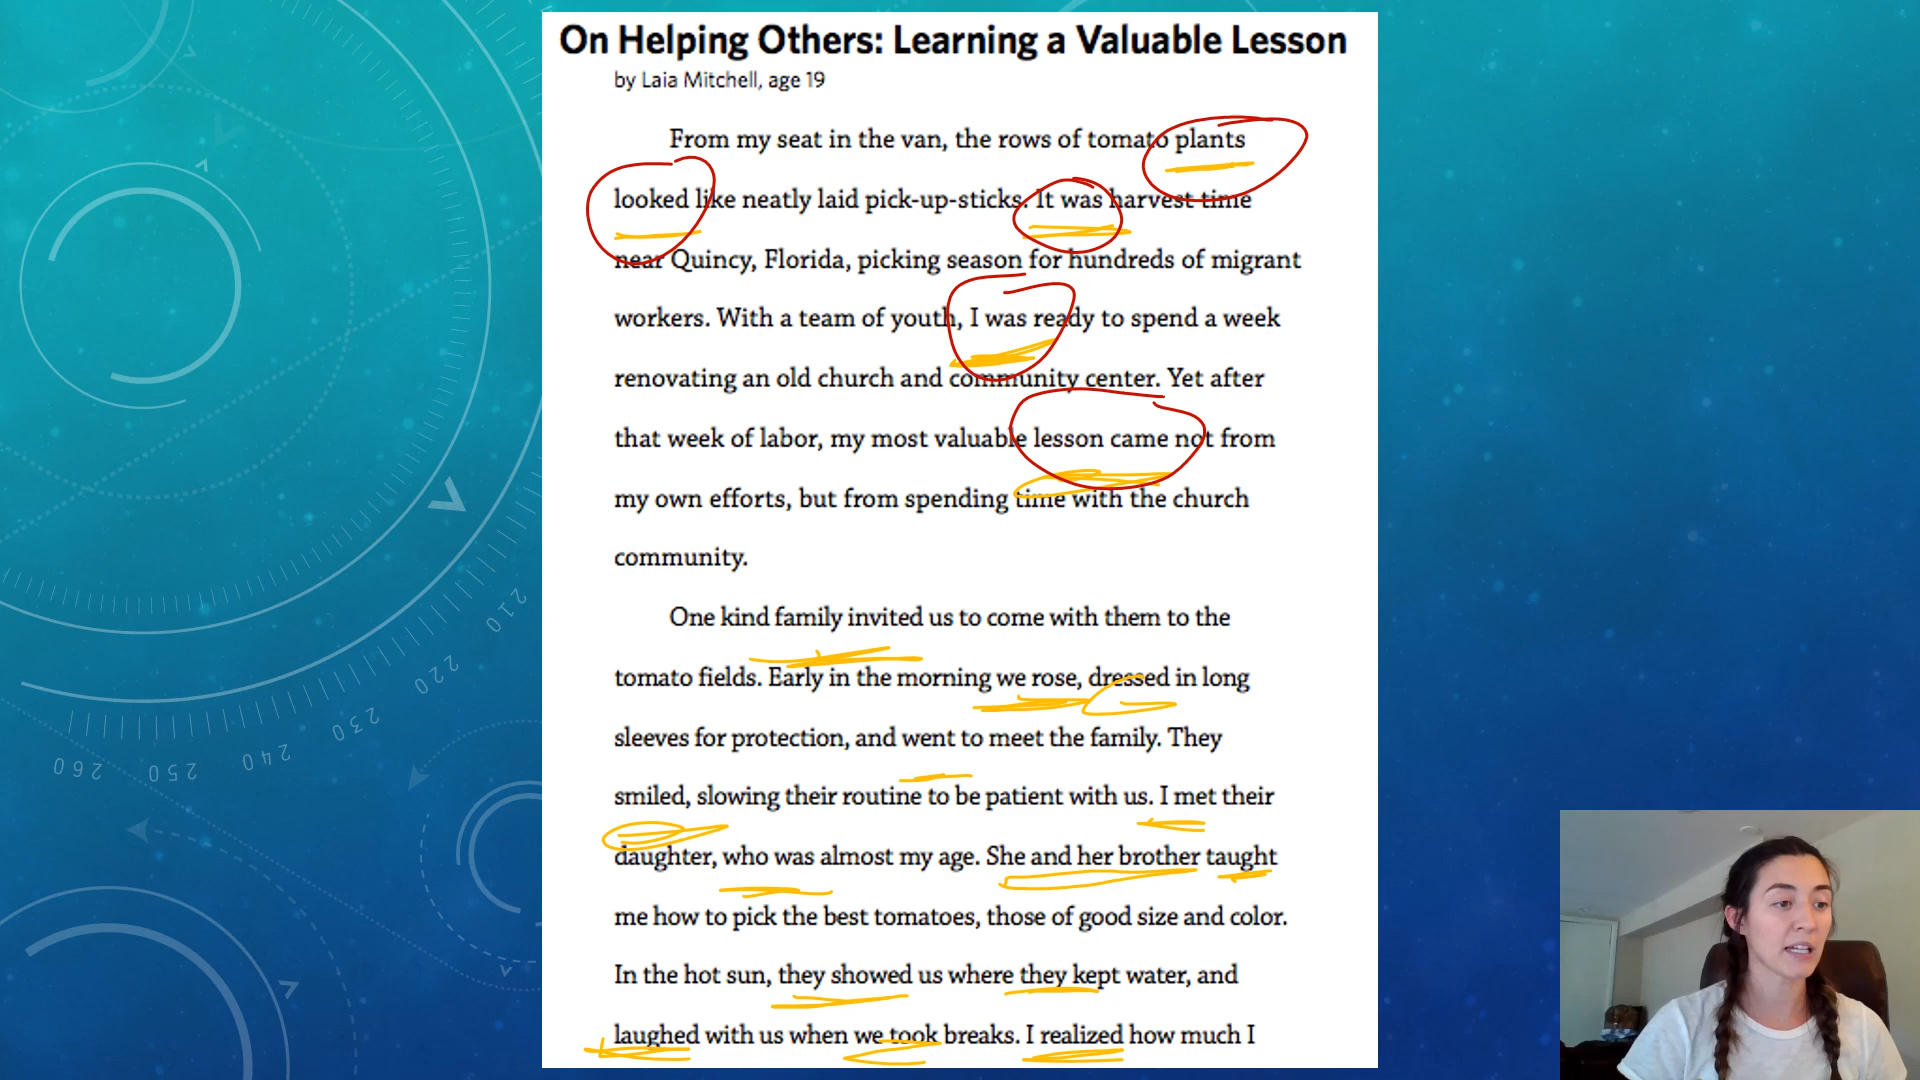 On Helping Others: Learning a Valuable Lesson
by Laia Mitchell, age 19
From my seat in the van, the rows of tomato plants
looked like neatly laid pick-up-sticks. It was harvest time
near Quincy, Florida, picking season for hundreds of migrant
workers. With a team of youth, I was ready to spend a week
renovating an old church and community center. Yet after
that week of labor, my most valuable lesson came not from
my own efforts, but from spending time with the church
community.
One kind family invited us to come with them to the
tomato fields. Early in the morning we rose, dressed in long
sleeves for protection, and went to meet the family. They
smiled, slowing their routine to be patient with us. I met their
daughter, who was almost my age. She and her brother taught
me how to pick the best tomatoes, those of good size and color.
In the hot sun, they showed us where they kept water, and
laughed with us when we took breaks. I realized how much I
210
220
230
240
250
260